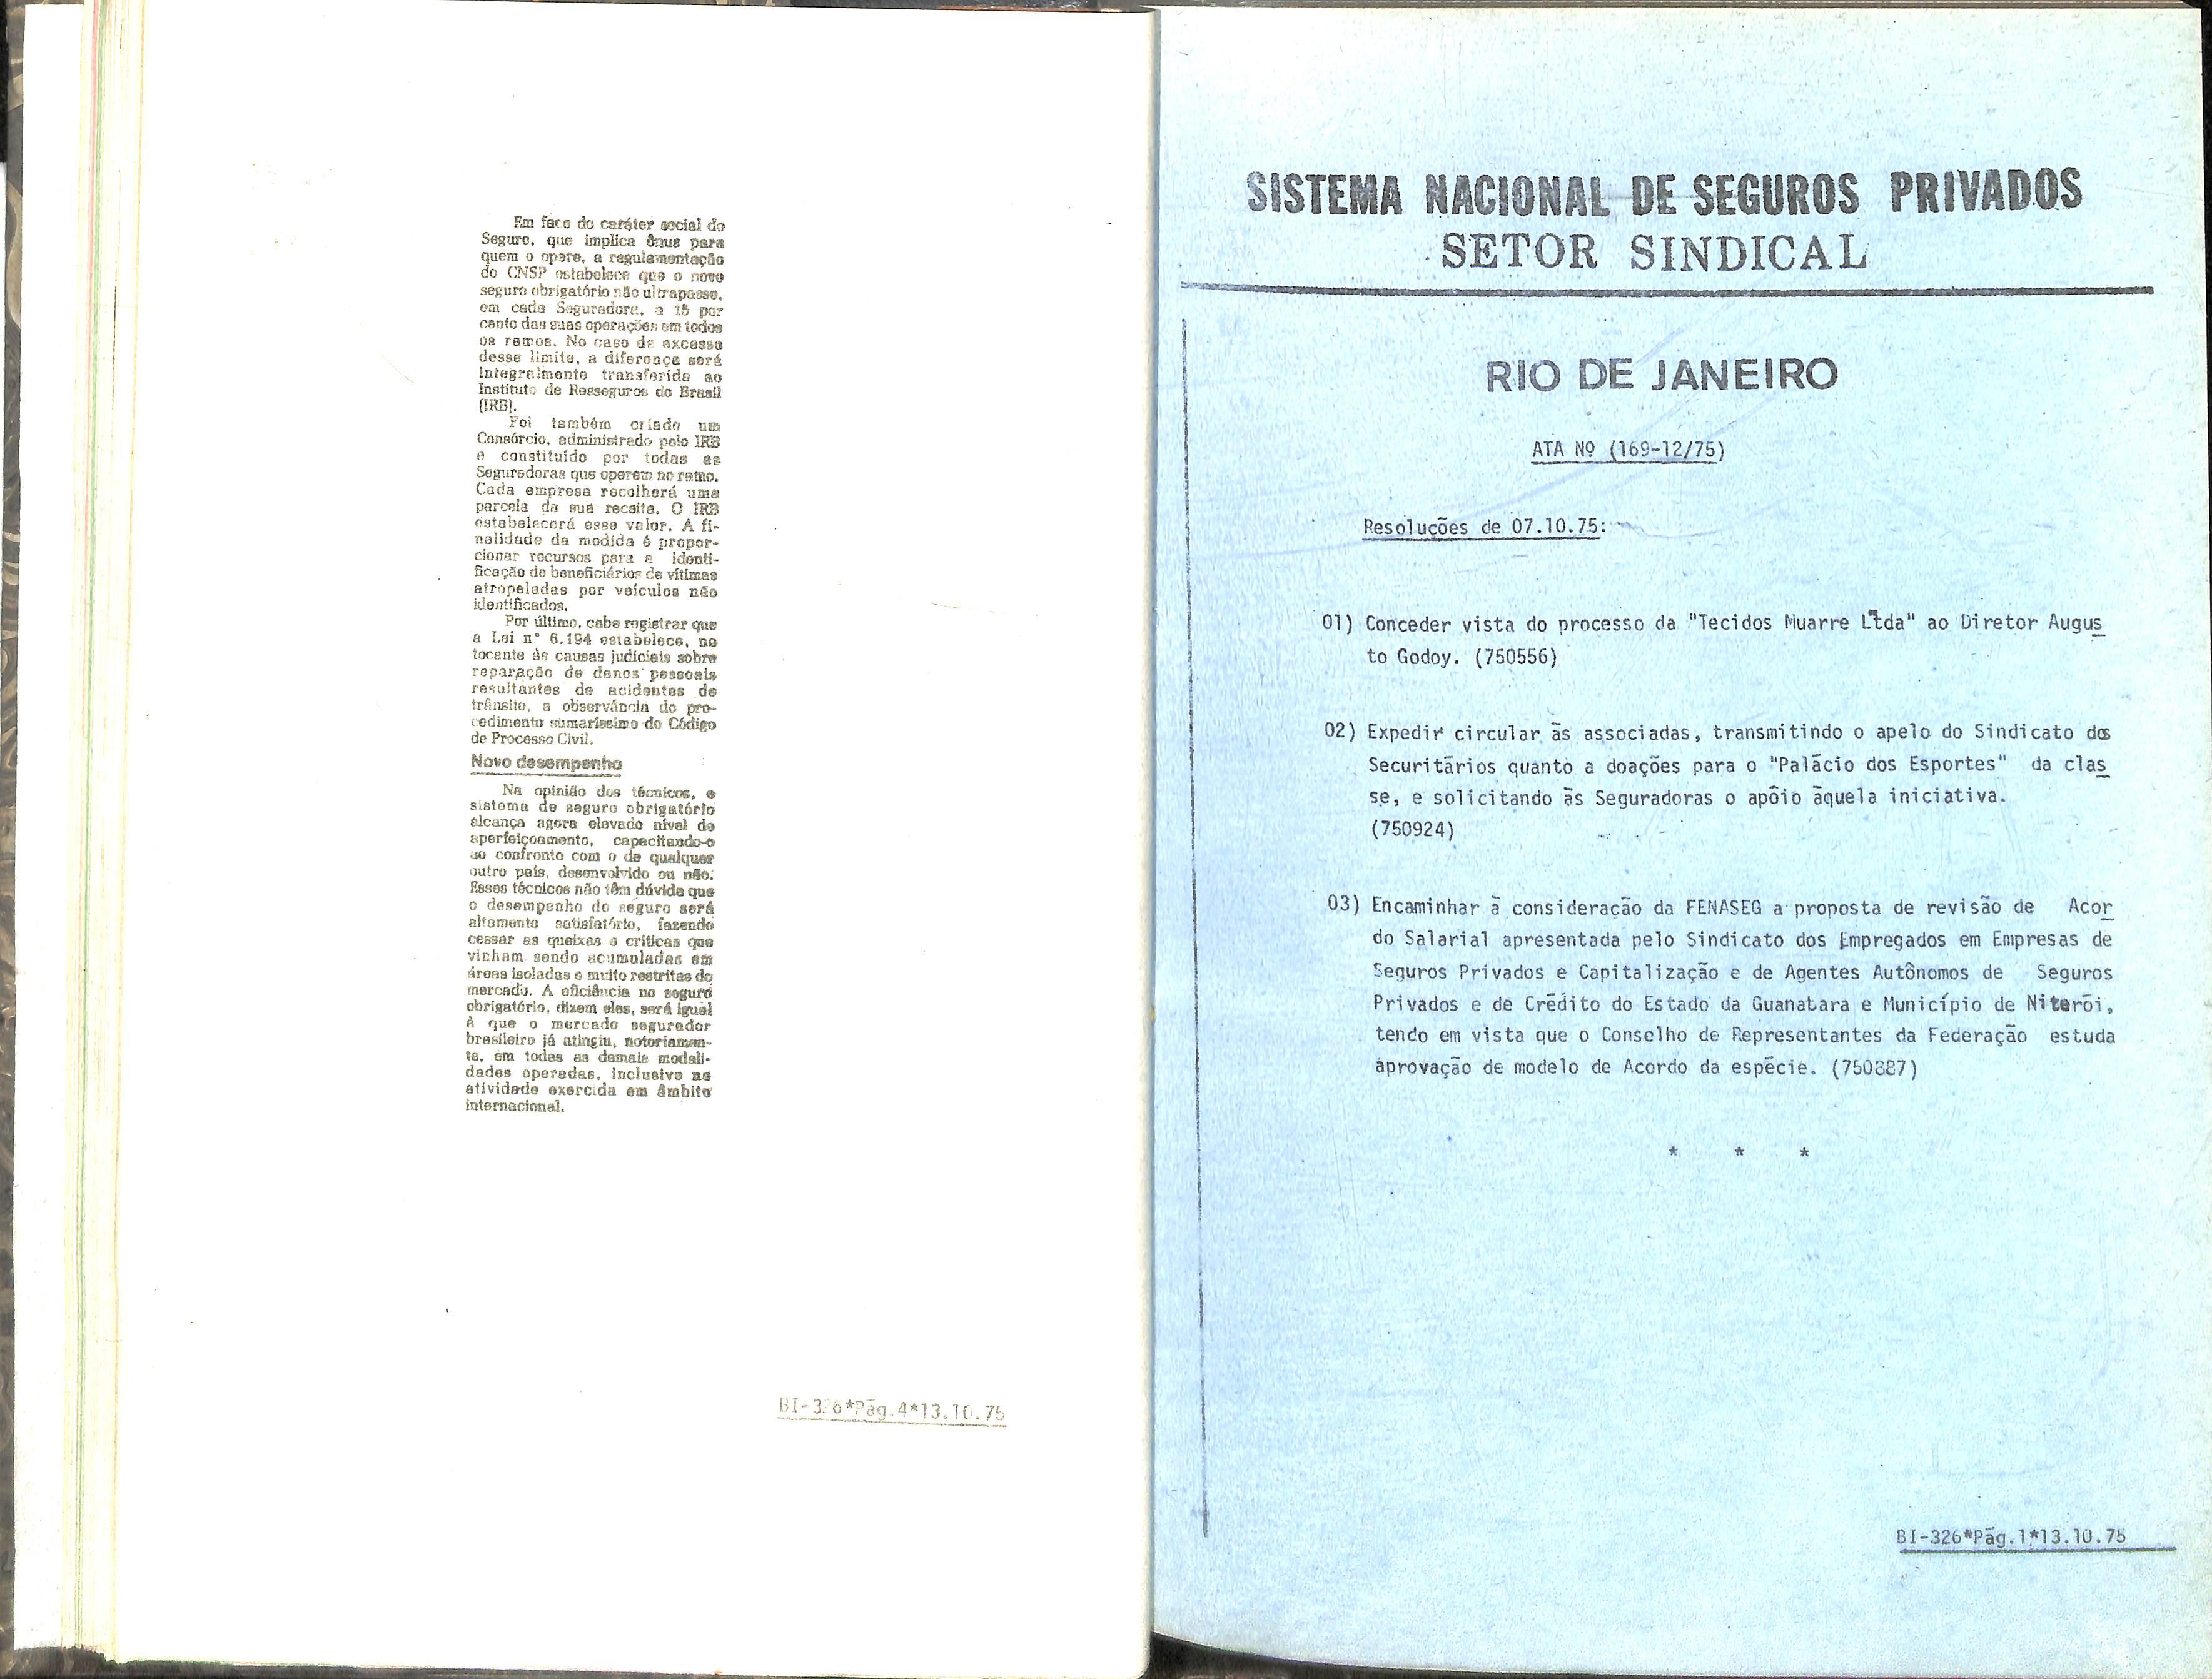 Em face do caráter social do
Seguro, que implica ônus para
quem o opera, a regulamentação
do CNSP estabelece que o novo
seguro obrigatório não ultrapasse,
em cada Seguradora, a 15 por
cento das suas operações em todos
os ramos. No caso de excesso
desse limite, a diferença será
integralmente transferida ao
Instituto de Resseguros do Brasil
(IRB).
Foi também criado um
Consórcio, administrado pelo IRB
e constituído por todas as
Seguradoras que operem no ramo.
Cada empresa recolherá uma
parcela da sua receita. O IRB
estabelecerá esse valor. A fi-
nalidade da medida é propor-
cionar recursos para a identi-
ficação de beneficiários de vítimas
atropeladas por veículos não
identificados.
Por último, cabe registrar que
a Lei n° 6.194 estabelece, no
tocante às causas judiciais sobre
reparação de danos pessoais
resultantes de acidentes de
trânsito, a observância do pro-
cedimento sumaríssimo do Código
de Processo Civil.
Novo desempenho
Na opinião dos técnicos, o
sistema de seguro obrigatório
alcança agora elevado nível de
aperfeiçoamento, capacitando-o
ao confronto com o de qualquer
outro país, desenvolvido ou não.
Esses técnicos não têm dúvida que
o desempenho do seguro será
altamente satisfatório, fazendo
cessar as queixas e críticas que
vinham sendo acumuladas em
áreas isoladas e muito restritas do
mercado. A eficiência no seguro
obrigatório, dizem eles, será igual
à que o mercado segurador
brasileiro já atingiu, notoriamen-
te, em todas as demais modali-
dades operadas, inclusive na
atividade exercida em âmbito
internacional.
BI-326*Pág.4*13.10.75
SISTEMA NACIONAL DE SEGUROS PRIVADOS
SETOR SINDICAL
RIO DE JANEIRO
ATA Nº (169-12/75)
Resoluções de 07.10.75:
01) Conceder vista do processo da "Tecidos Muarre Ltda" ao Diretor Augus
to Godoy. (750556)
02) Expedir circular às associadas, transmitindo o apelo do Sindicato dos
Securitários quanto a doações para o "Palácio dos Esportes" da clas
se, e solicitando às Seguradoras o apôio àquela iniciativa.
(750924)
03) Encaminhar à consideração da FENASEG a proposta de revisão de Acor
do Salarial apresentada pelo Sindicato dos Empregados em Empresas de
Seguros Privados e Capitalização e de Agentes Autônomos de Seguros
Privados e de Crédito do Estado da Guanabara e Município de Niterói,
tendo em vista que o Conselho de Representantes da Federação estuda
aprovação de modelo de Acordo da espécie. (750887)
* * *
BI-326*Pág.1*13.10.75